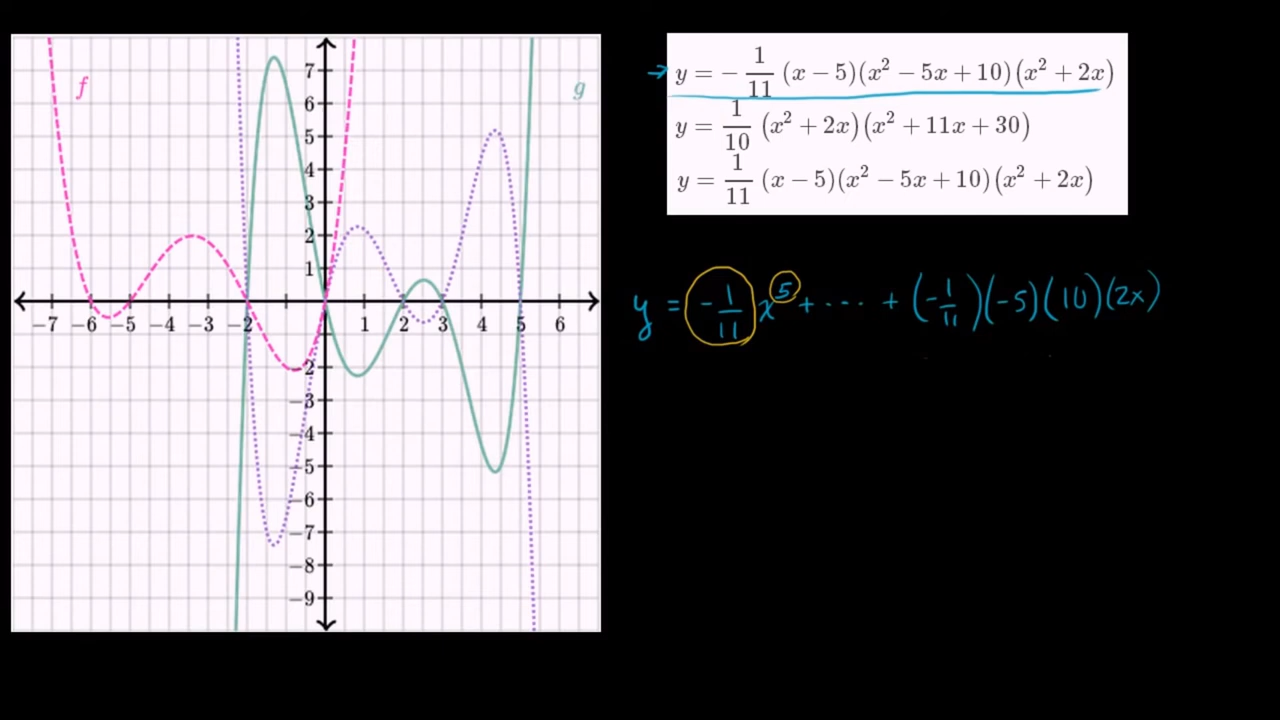 f
g
7
6
5
4
3
2
1
−7 −6 −5 −4 −3 −2 1 2 3 4 5 6
−2
−3
−4
−5
−6
−7
−8
−9
y = − 1/11 (x − 5)(x² − 5x + 10)(x² + 2x)
y = 1/10 (x² + 2x)(x² + 11x + 30)
y = 1/11 (x − 5)(x² − 5x + 10)(x² + 2x)
y = − 1/11 x⁵ + ··· + (− 1/11)(−5)(10)(2x)